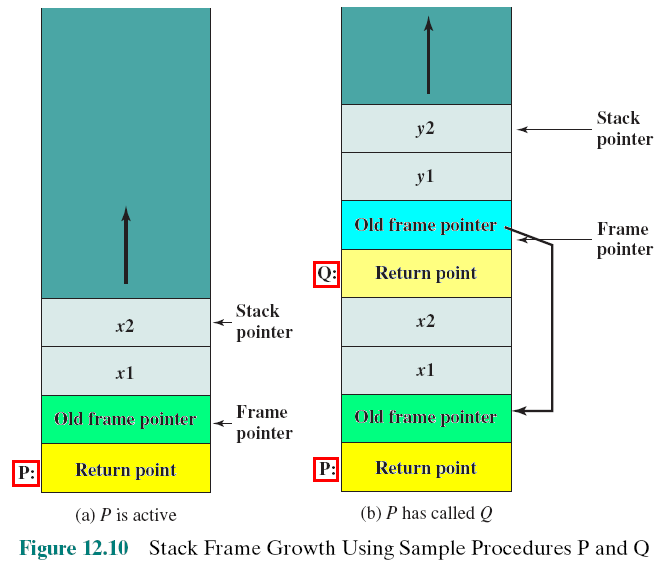 x2
Stack
pointer
x1
Old frame pointer
Frame
pointer
P:
Return point
(a) P is active
y2
Stack
pointer
y1
Old frame pointer
Frame
pointer
Q:
Return point
x2
x1
Old frame pointer
P:
Return point
(b) P has called Q
Figure 12.10 Stack Frame Growth Using Sample Procedures P and Q